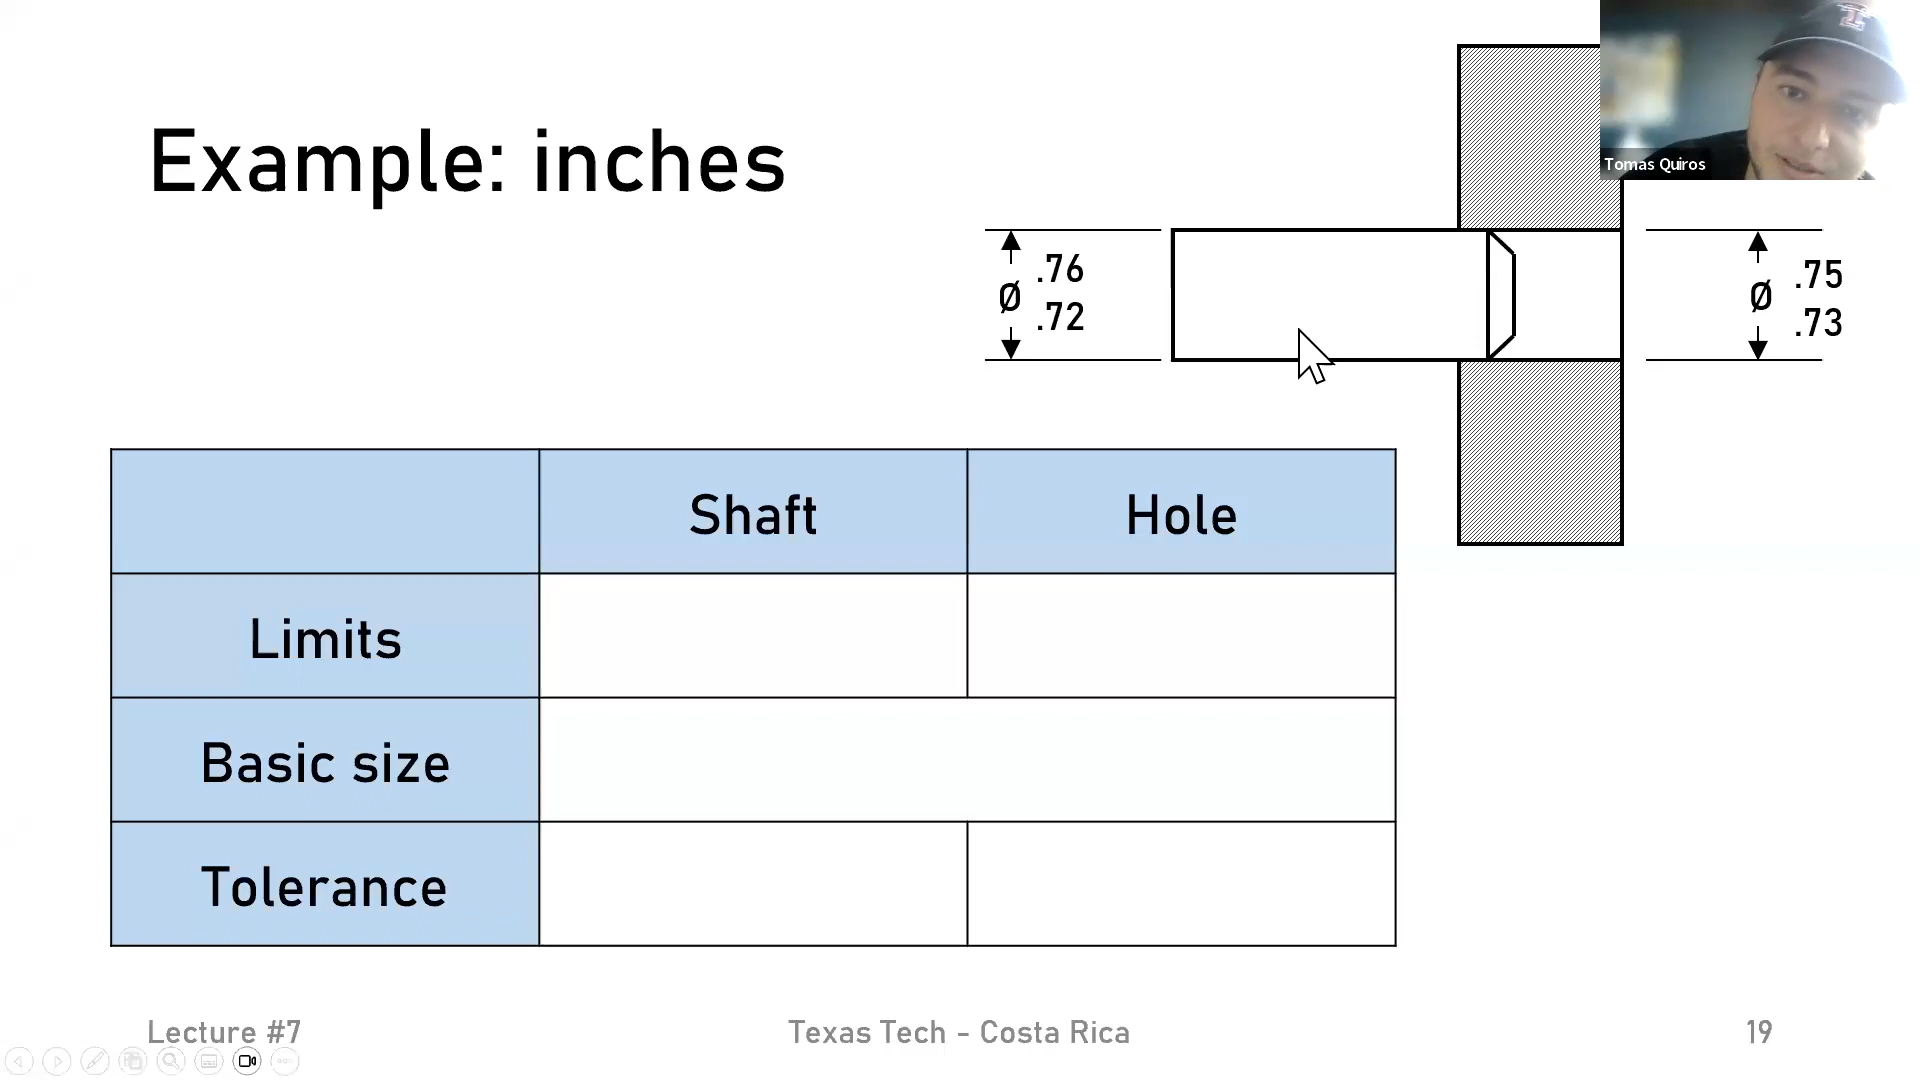 Example: inches
Tomas Quiros
Ø .76
.72
Ø .75
.73
Shaft Hole
Limits
Basic size
Tolerance
Lecture #7 Texas Tech - Costa Rica 19